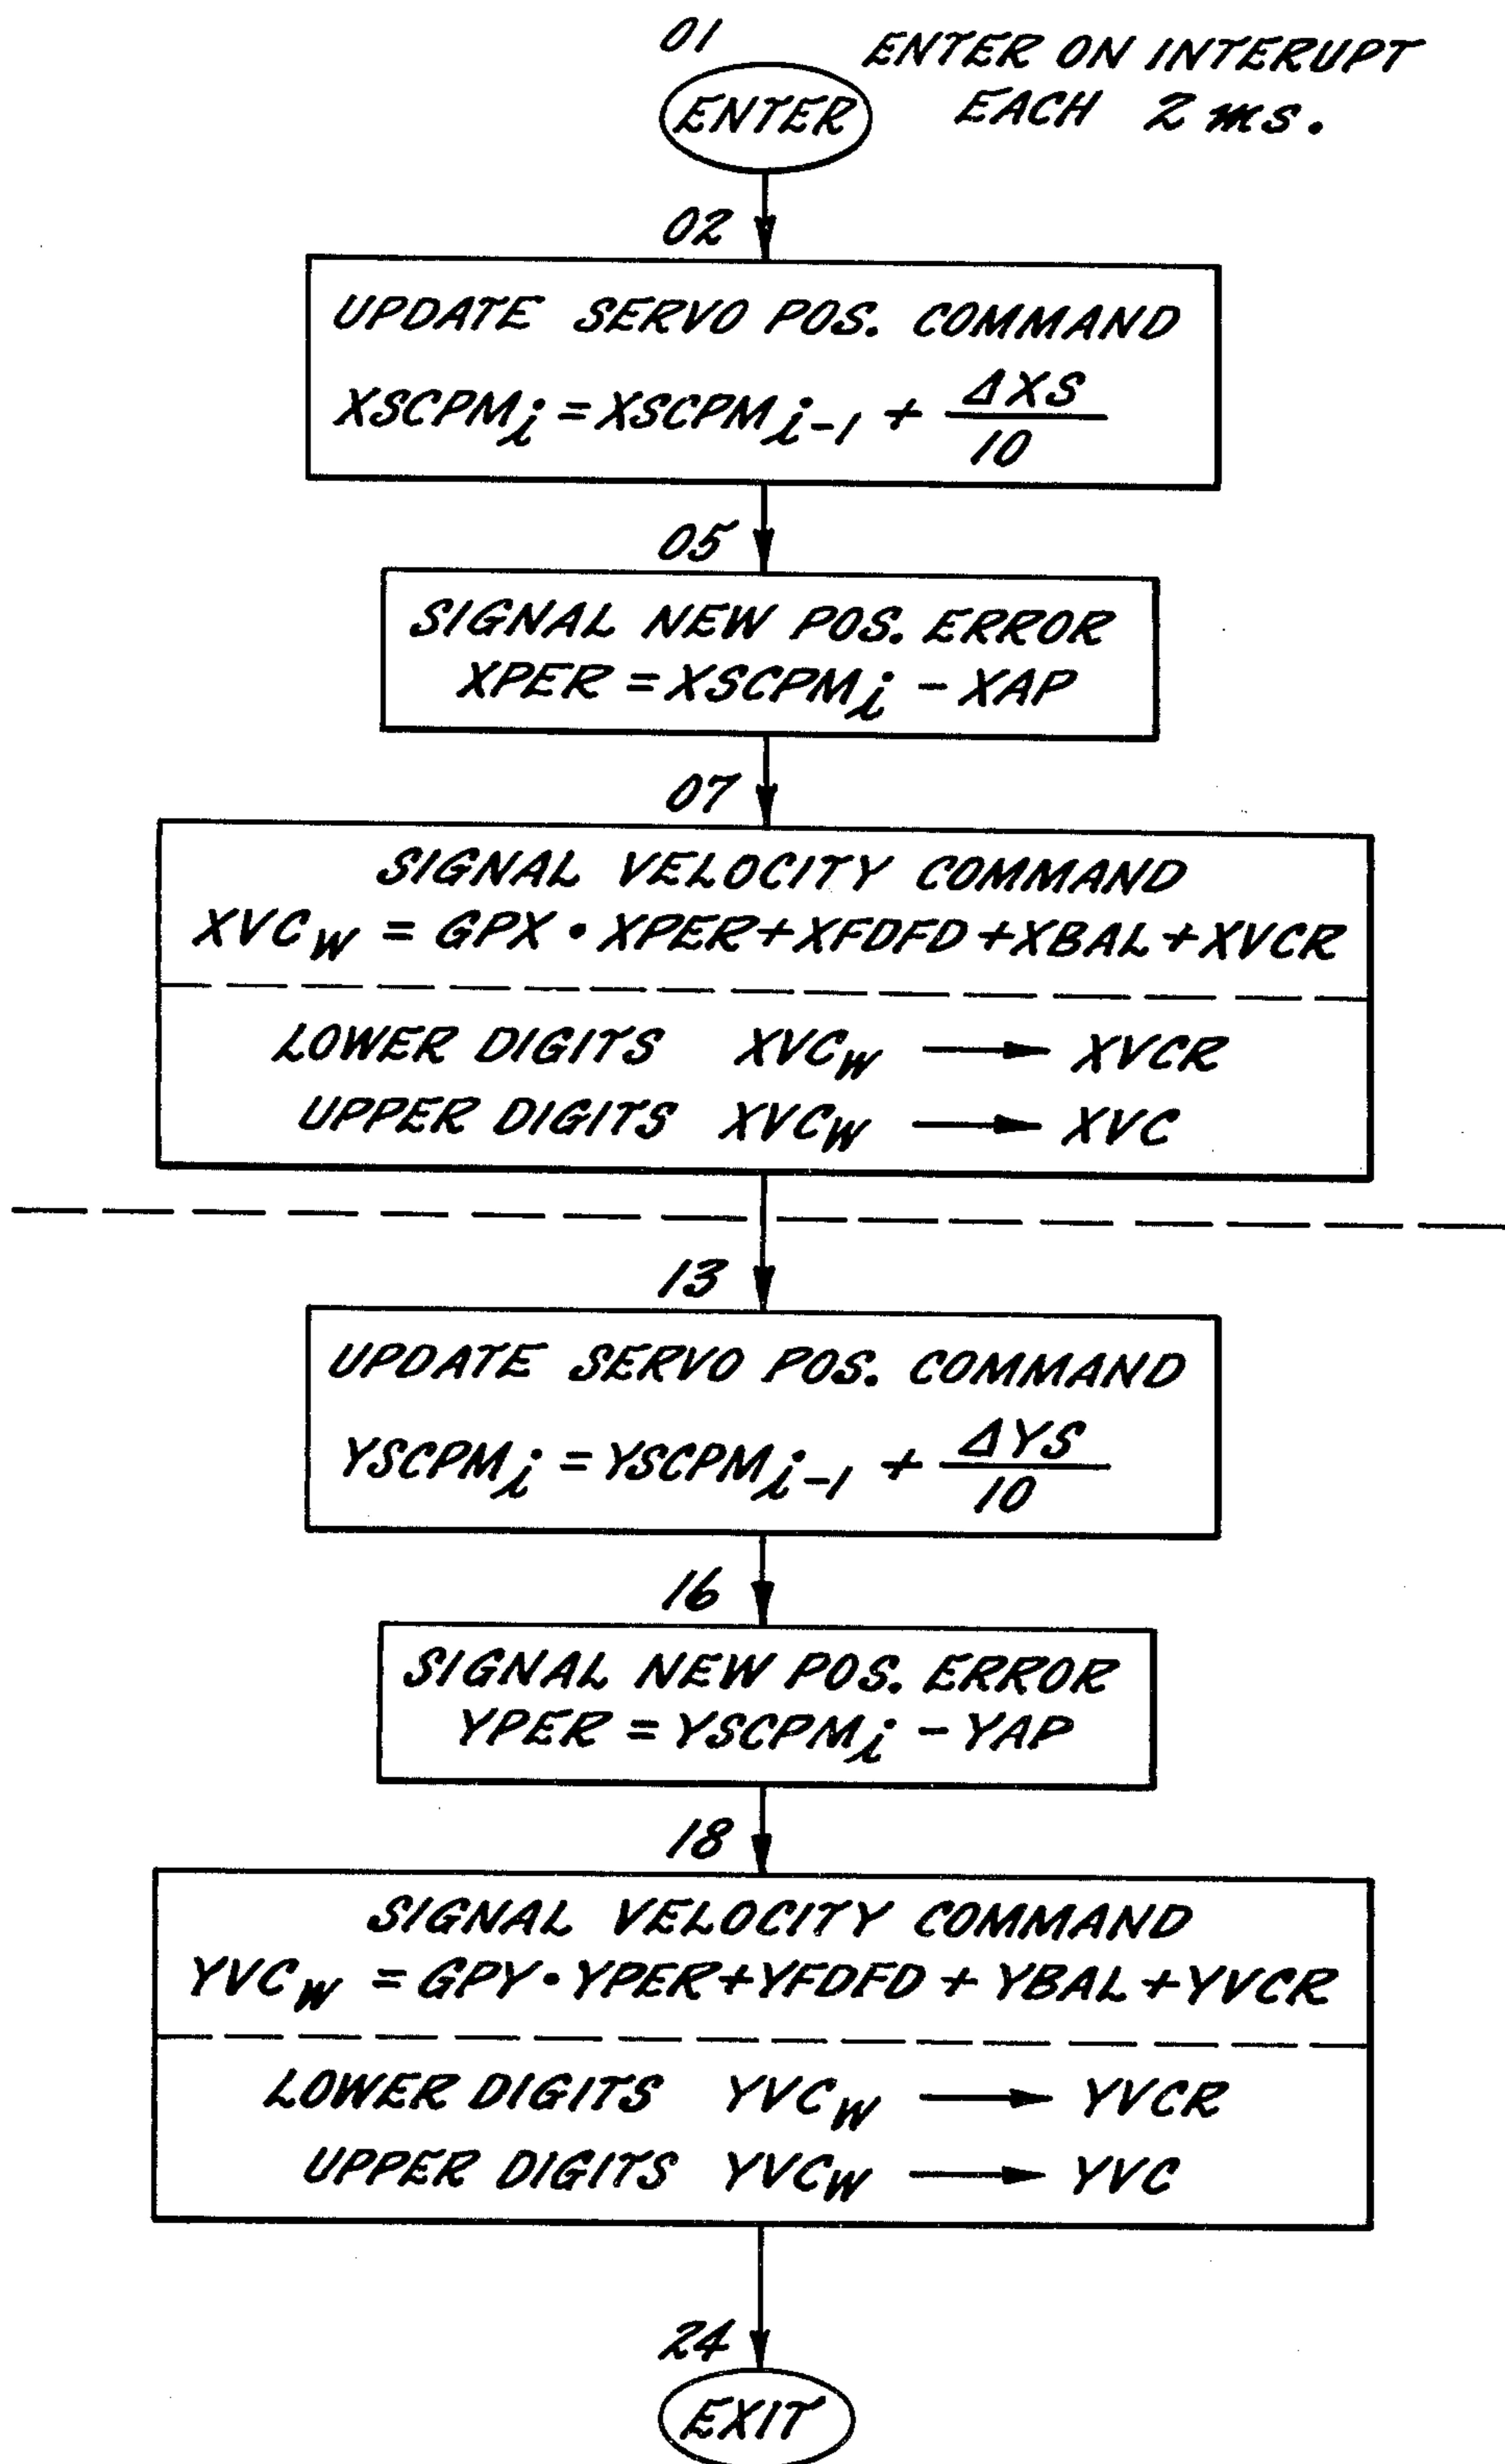 01
ENTER ON INTERUPT
EACH 2 ms.
ENTER
02
UPDATE SERVO POS. COMMAND
XSCPMi = XSCPMi-1 + ΔXS/10
05
SIGNAL NEW POS. ERROR
XPER = XSCPMi - XAP
07
SIGNAL VELOCITY COMMAND
XVCW = GPX • XPER + XFDFD + XBAL + XVCR
LOWER DIGITS XVCW → XVCR
UPPER DIGITS XVCW → XVC
13
UPDATE SERVO POS. COMMAND
YSCPMi = YSCPMi-1 + ΔYS/10
16
SIGNAL NEW POS. ERROR
YPER = YSCPMi - YAP
18
SIGNAL VELOCITY COMMAND
YVCW = GPY • YPER + YFDFD + YBAL + YVCR
LOWER DIGITS YVCW → YVCR
UPPER DIGITS YVCW → YVC
24
EXIT